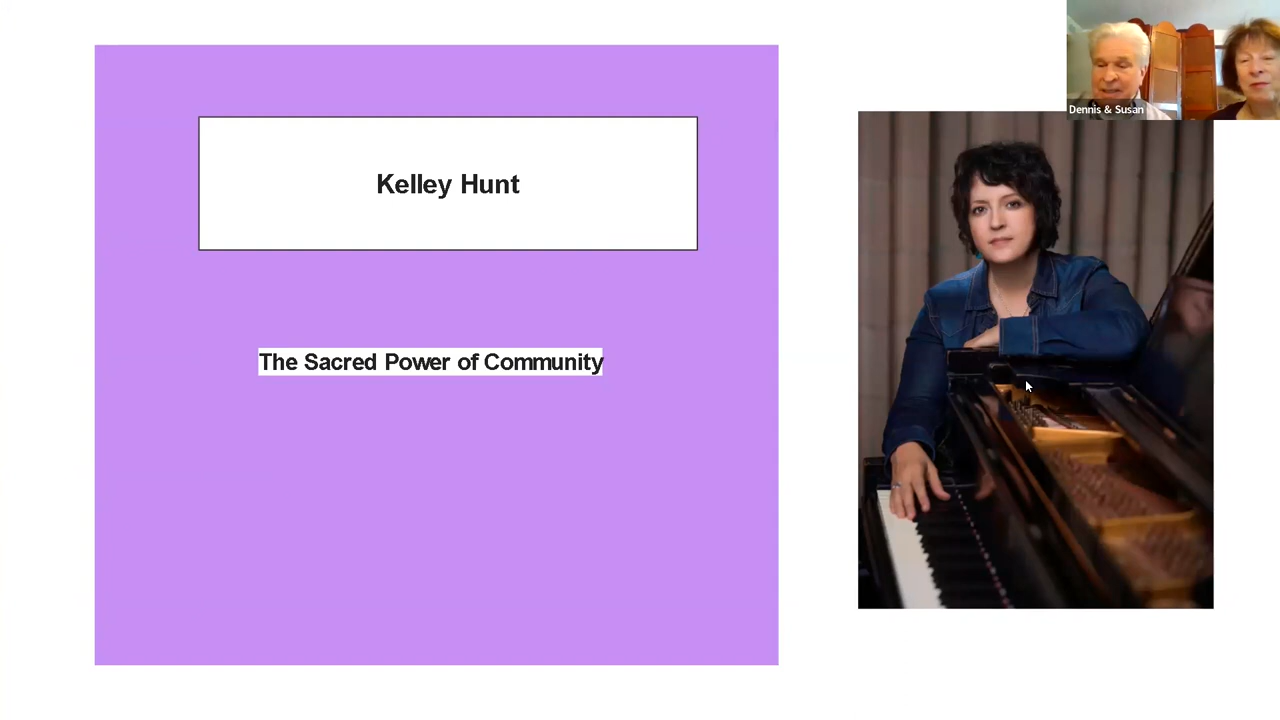 Kelley Hunt
The Sacred Power of Community
Dennis & Susan